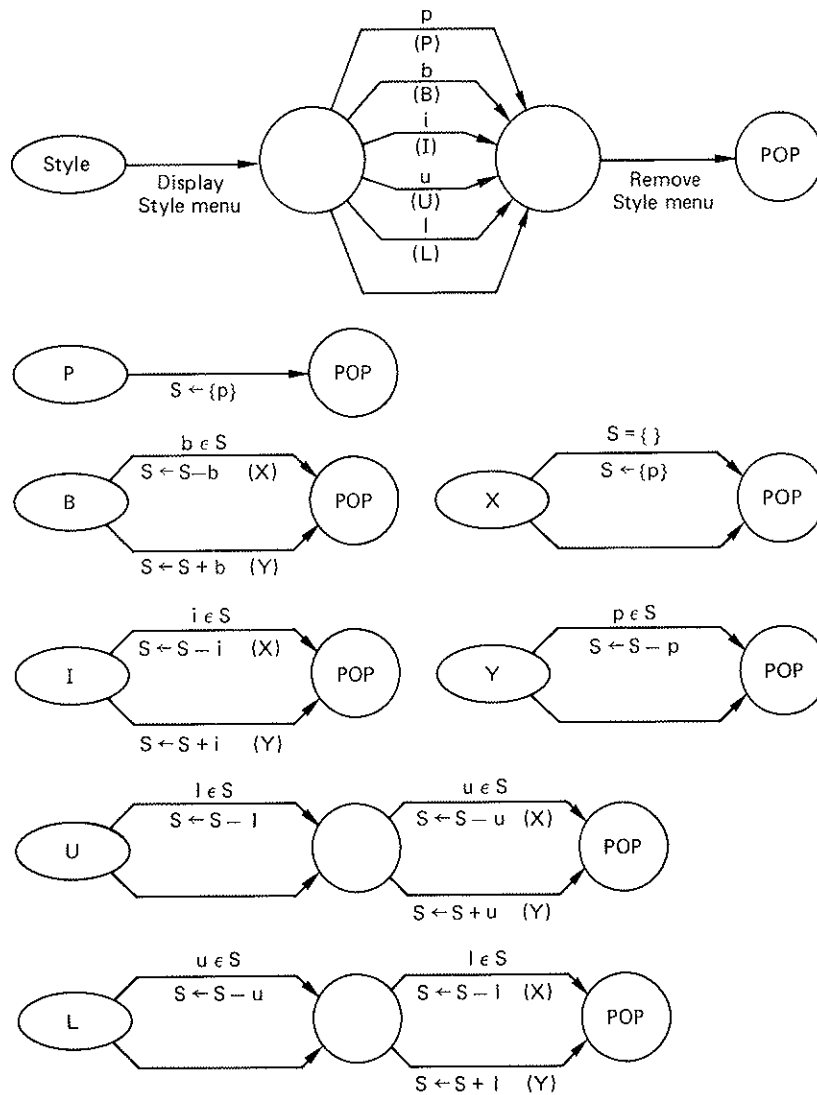 p
(P)
b
(B)
i
(I)
u
(U)
l
(L)
Style
Display
Style menu
Remove
Style menu
POP
P
S ← {p}
POP
B
b ϵ S
S ← S—b (X)
S ← S + b (Y)
POP
X
S = { }
S ← {p}
POP
I
i ϵ S
S ← S — i (X)
S ← S + i (Y)
POP
Y
p ϵ S
S ← S — p
POP
U
l ϵ S
S ← S — l
u ϵ S
S ← S — u (X)
S ← S + u (Y)
POP
L
u ϵ S
S ← S — u
l ϵ S
S ← S — l (X)
S ← S + l (Y)
POP